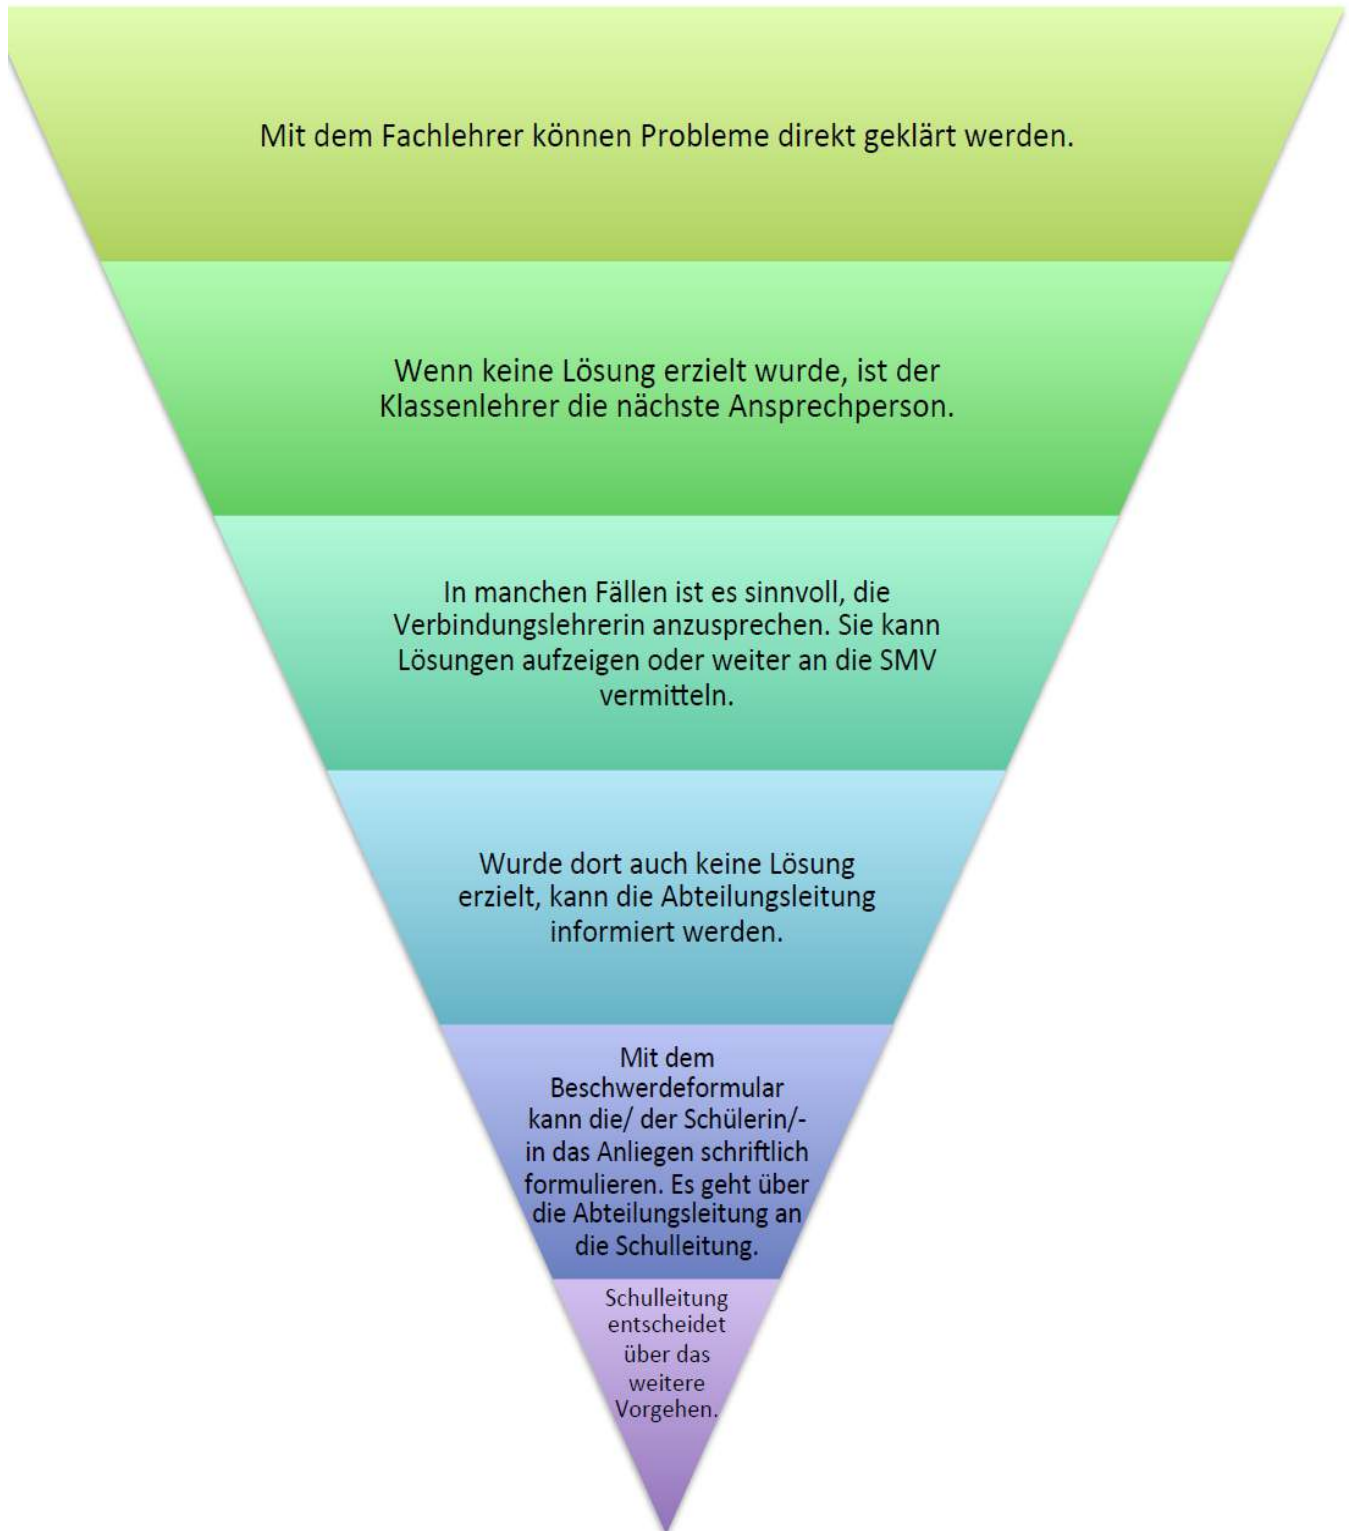 Mit dem Fachlehrer können Probleme direkt geklärt werden.
Wenn keine Lösung erzielt wurde, ist der
Klassenlehrer die nächste Ansprechperson.
In manchen Fällen ist es sinnvoll, die
Verbindungslehrerin anzusprechen. Sie kann
Lösungen aufzeigen oder weiter an die SMV
vermitteln.
Wurde dort auch keine Lösung
erzielt, kann die Abteilungsleitung
informiert werden.
Mit dem
Beschwerdeformular
kann die/ der Schülerin/-
in das Anliegen schriftlich
formulieren. Es geht über
die Abteilungsleitung an
die Schulleitung.
Schulleitung
entscheidet
über das
weitere
Vorgehen.